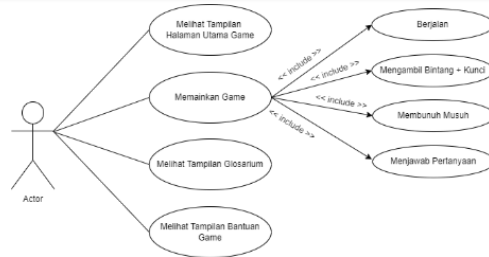 Melihat Tampilan
Halaman Utama Game
Memainkan Game
Melihat Tampilan Glosarium
Melihat Tampilan Bantuan
Game
Actor
<< include >>
<< include >>
<< include >>
<< include >>
Berjalan
Mengambil Bintang + Kunci
Membunuh Musuh
Menjawab Pertanyaan